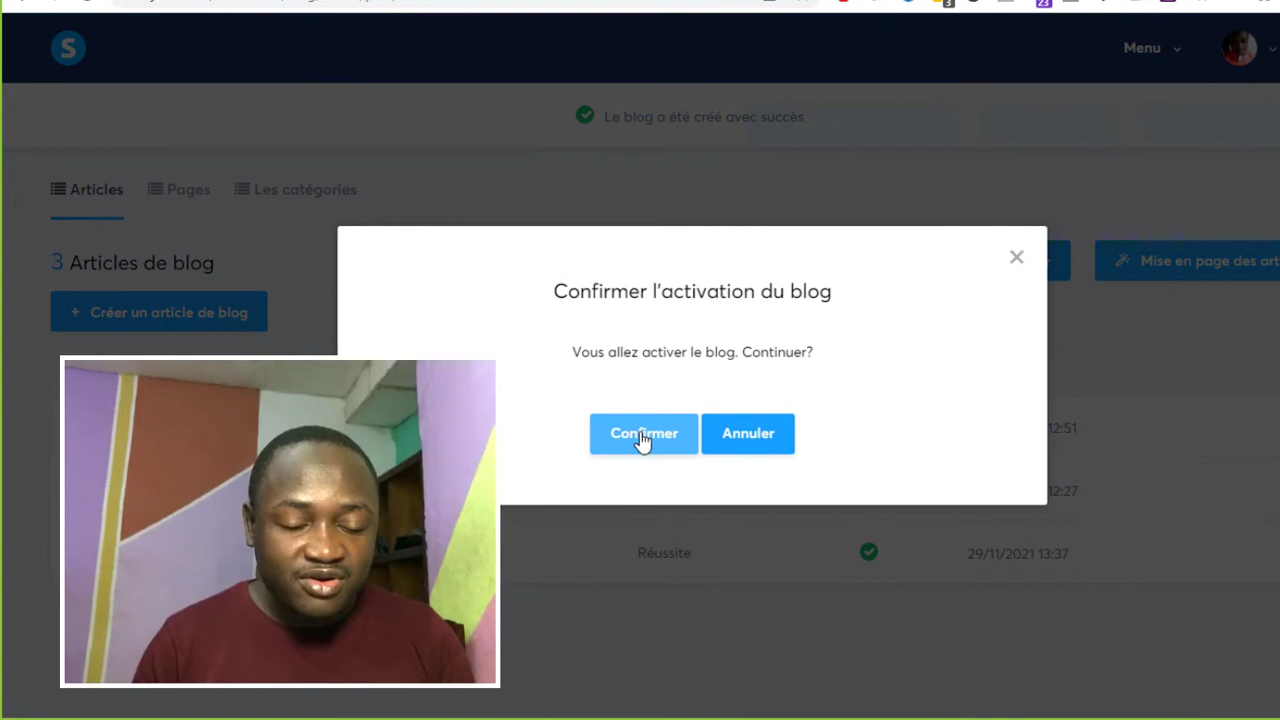 3
23
S
Menu
Le blog a été créé avec succès
Articles
Pages
Les catégories
3 Articles de blog
Mise en page des art
+ Créer un article de blog
Confirmer l'activation du blog
Vous allez activer le blog. Continuer?
Confirmer
Annuler
12:51
12:27
Réussite
29/11/2021 13:37